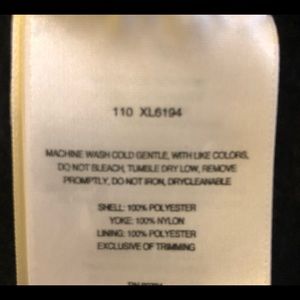 110 XL6194
MACHINE WASH COLD GENTLE, WITH LIKE COLORS,
DO NOT BLEACH, TUMBLE DRY LOW, REMOVE
PROMPTLY, DO NOT IRON, DRYCLEANABLE
SHELL: 100% POLYESTER
YOKE: 100% NYLON
LINING: 100% POLYESTER
EXCLUSIVE OF TRIMMING